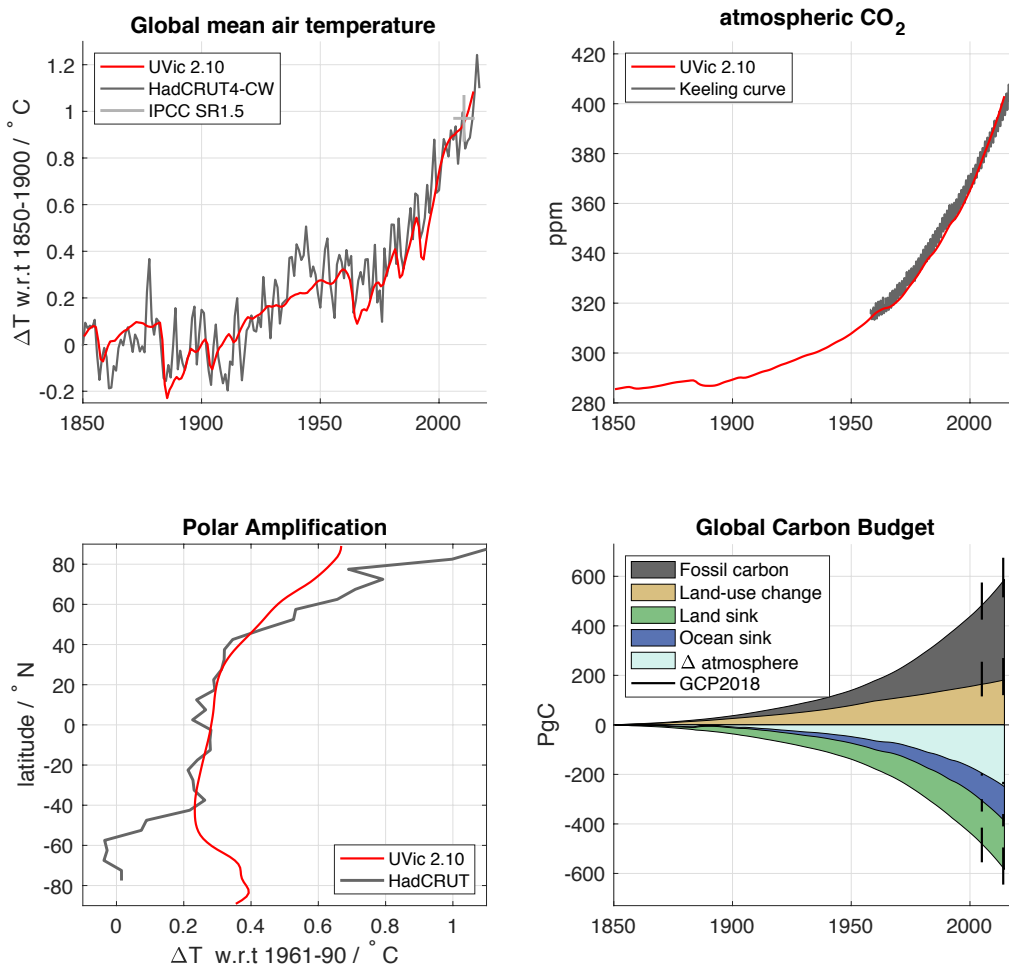 Global mean air temperature
UVic 2.10
HadCRUT4-CW
IPCC SR1.5
1.2
1
0.8
0.6
0.4
0.2
0
-0.2
ΔT w.r.t 1850-1900 / °C
1850
1900
1950
2000
atmospheric CO2
UVic 2.10
Keeling curve
420
400
380
360
340
320
300
280
ppm
1850
1900
1950
2000
Polar Amplification
80
60
40
20
0
-20
-40
-60
-80
latitude / °N
UVic 2.10
HadCRUT
0
0.2
0.4
0.6
0.8
1
ΔT w.r.t 1961-90 / °C
Global Carbon Budget
Fossil carbon
Land-use change
Land sink
Ocean sink
Δ atmosphere
GCP2018
600
400
200
0
-200
-400
-600
PgC
1850
1900
1950
2000